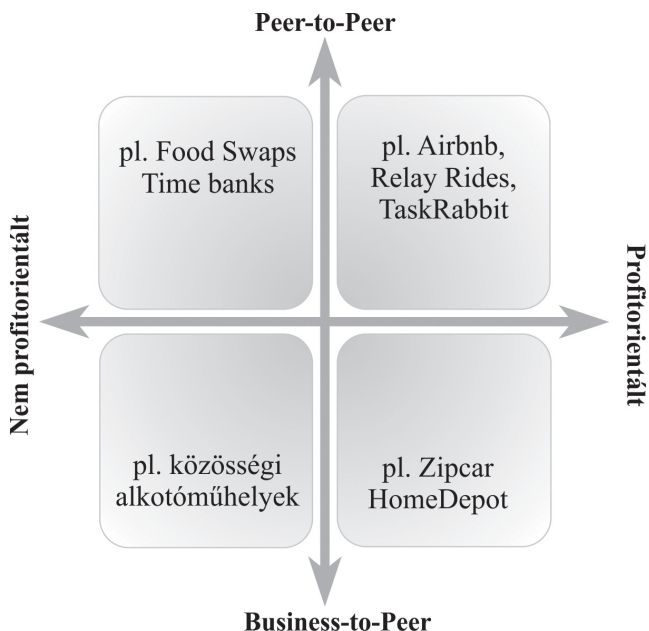 Peer-to-Peer
pl. Food Swaps
Time banks
pl. Airbnb,
Relay Rides,
TaskRabbit
Nem profitorientált
Profitorientált
pl. közösségi
alkotóműhelyek
pl. Zipcar
HomeDepot
Business-to-Peer